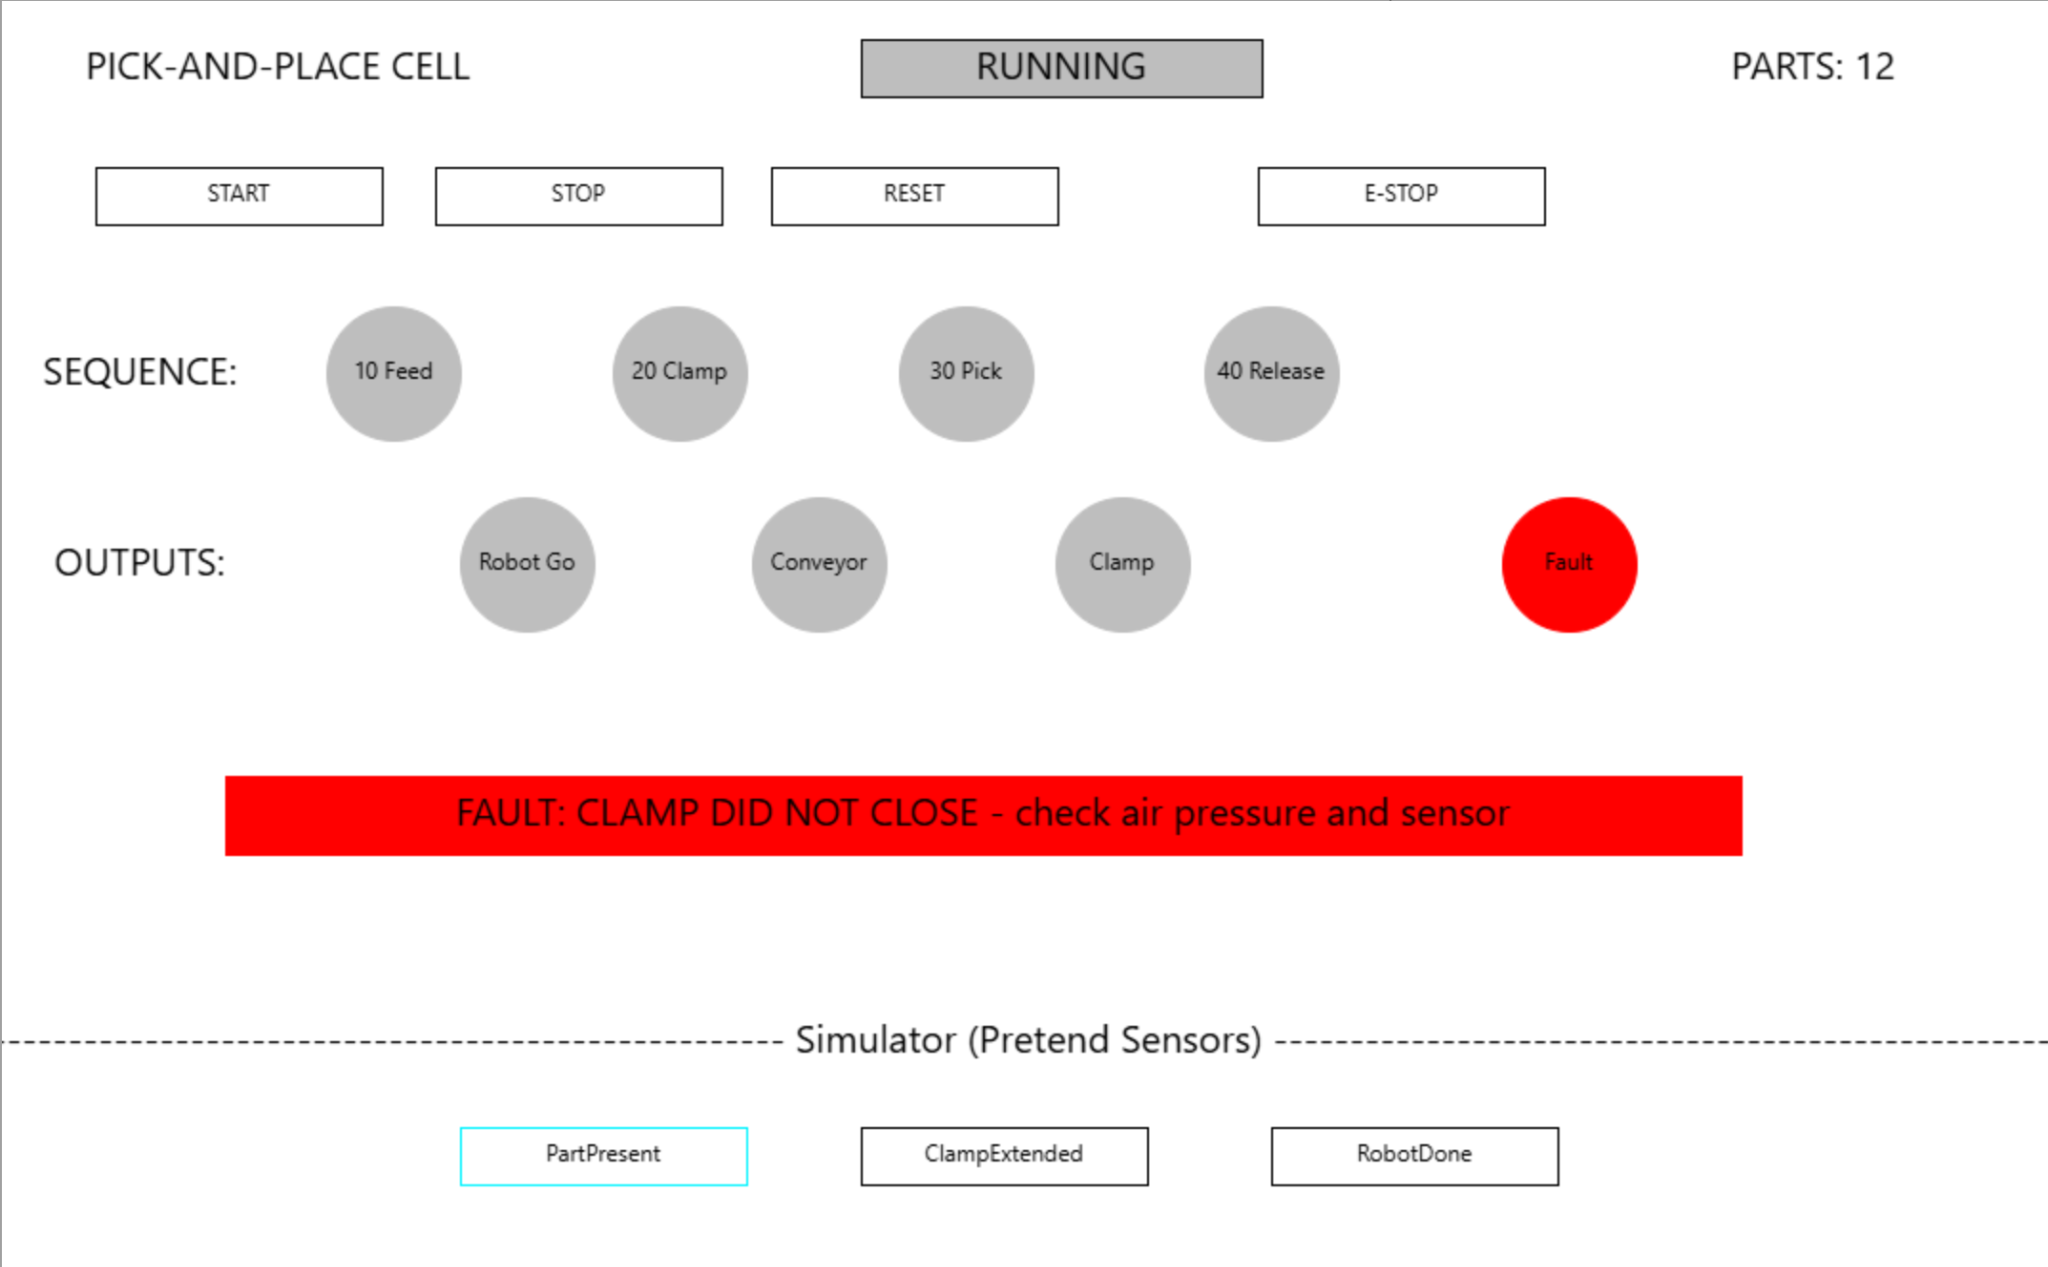 PICK-AND-PLACE CELL
RUNNING
PARTS: 12
START
STOP
RESET
E-STOP
SEQUENCE:
10 Feed
20 Clamp
30 Pick
40 Release
OUTPUTS:
Robot Go
Conveyor
Clamp
Fault
FAULT: CLAMP DID NOT CLOSE - check air pressure and sensor
Simulator (Pretend Sensors)
PartPresent
ClampExtended
RobotDone